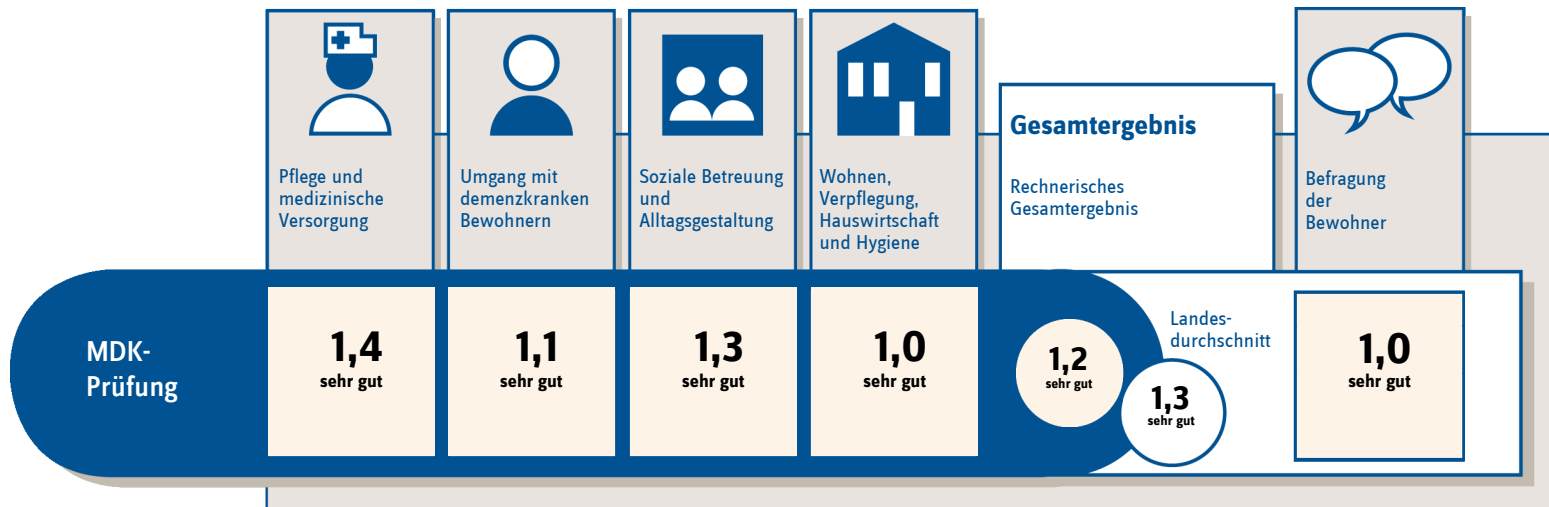 Pflege und
medizinische
Versorgung
Umgang mit
demenzkranken
Bewohnern
Soziale Betreuung
und
Alltagsgestaltung
Wohnen,
Verpflegung,
Hauswirtschaft
und Hygiene
Gesamtergebnis
Rechnerisches
Gesamtergebnis
Befragung
der
Bewohner
MDK-
Prüfung
1,4
sehr gut
1,1
sehr gut
1,3
sehr gut
1,0
sehr gut
1,2
sehr gut
Landes-
durchschnitt
1,3
sehr gut
1,0
sehr gut